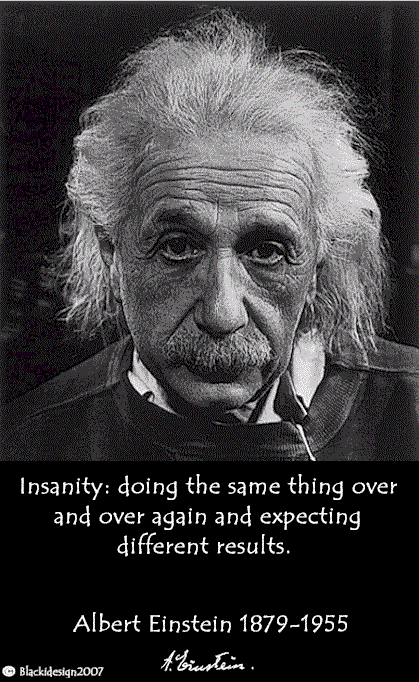 Insanity: doing the same thing over
and over again and expecting
different results.
Albert Einstein 1879-1955
A. Einstein.
© Blackidesign2007